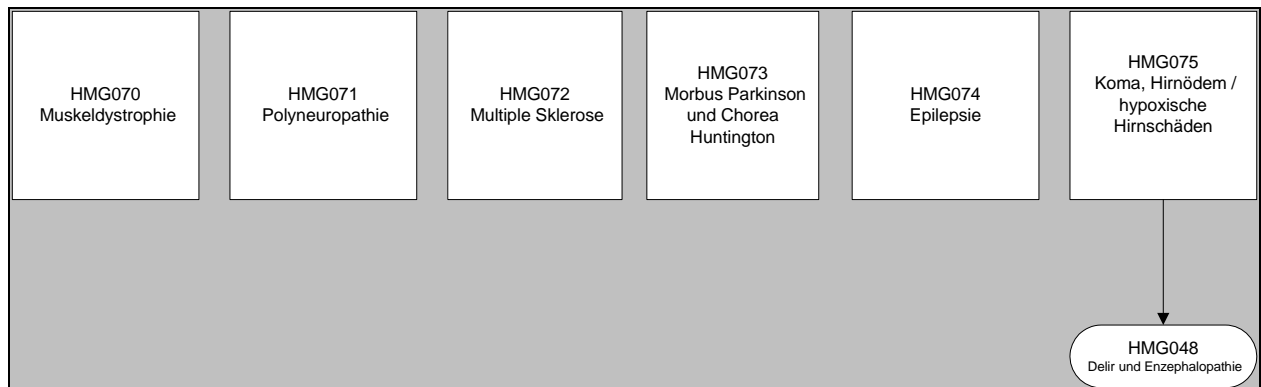 HMG070
Muskeldystrophie
HMG071
Polyneuropathie
HMG072
Multiple Sklerose
HMG073
Morbus Parkinson
und Chorea
Huntington
HMG074
Epilepsie
HMG075
Koma, Hirnödem /
hypoxische
Hirnschäden
HMG048
Delir und Enzephalopathie